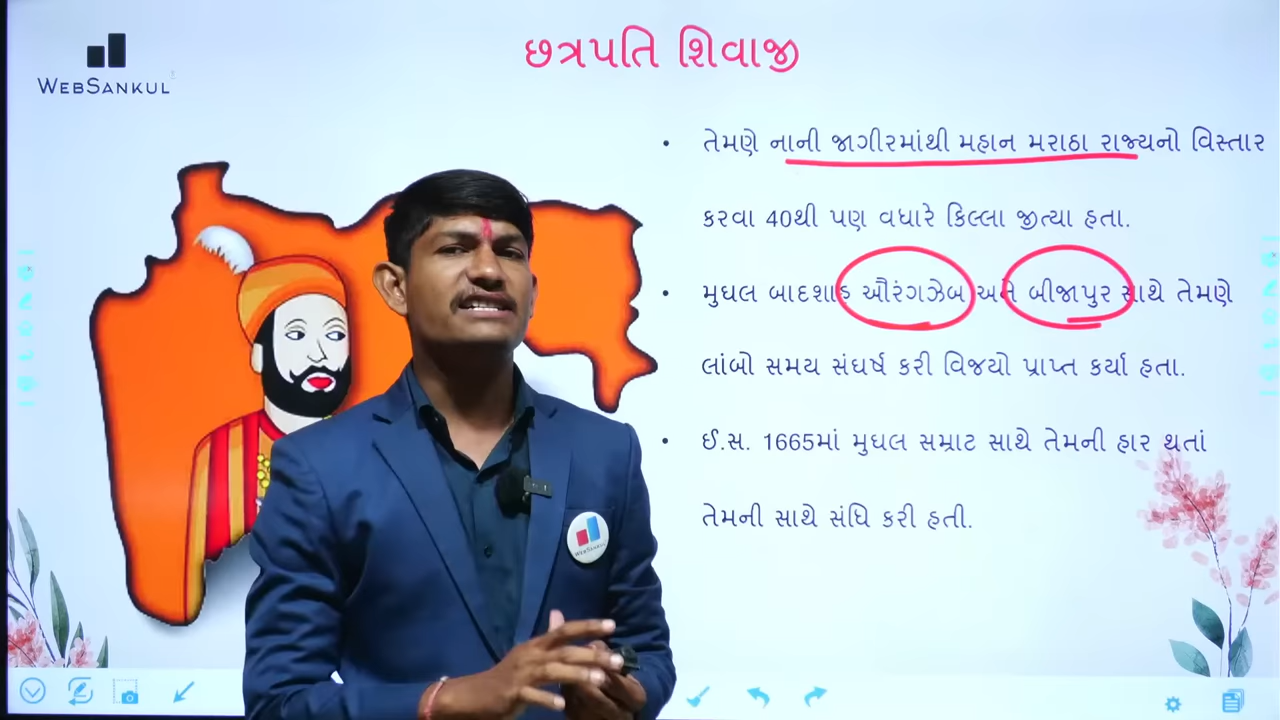 WEBSANKUL
છત્રપતિ શિવાજી
• તેમણે નાની જાગીરમાંથી મહાન મરાઠા રાજ્યનો વિસ્તાર
કરવા 40થી પણ વધારે કિલ્લા જીત્યા હતા.
• મુઘલ બાદશાહ ઔરંગઝેબ અને બીજાપુર સાથે તેમણે
લાંબો સમય સંઘર્ષ કરી વિજયો પ્રાપ્ત કર્યા હતા.
• ઈ.સ. 1665માં મુઘલ સમ્રાટ સાથે તેમની હાર થતાં
તેમની સાથે સંધિ કરી હતી.
WEBSANKUL